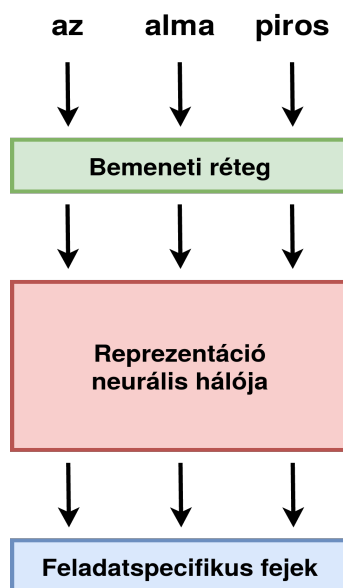 az alma piros
Bemeneti réteg
Reprezentáció
neurális hálója
Feladatspecifikus fejek